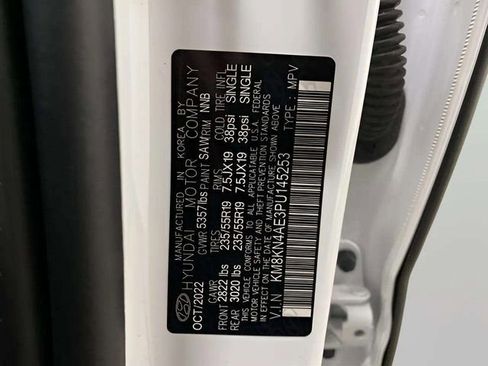 MANUFACTURED IN KOREA BY
HYUNDAI MOTOR COMPANY
OCT/2022 GVWR 5357lbs PAINT SAW TRIM NNB
GAWR TIRES RIMS COLD TIRE INFL
FRONT 2822 lbs 235/55R19 7.5JX19 38psi SINGLE
REAR 3020 lbs 235/55R19 7.5JX19 38psi SINGLE
THIS VEHICLE CONFORMS TO ALL APPLICABLE FEDERAL MOTOR
VEHICLE SAFETY, BUMPER, AND THEFT PREVENTION STANDARDS
IN EFFECT ON THE DATE OF MANUFACTURE SHOWN ABOVE
V.I.N KM8KN4AE3PU145253 TYPE: MPV